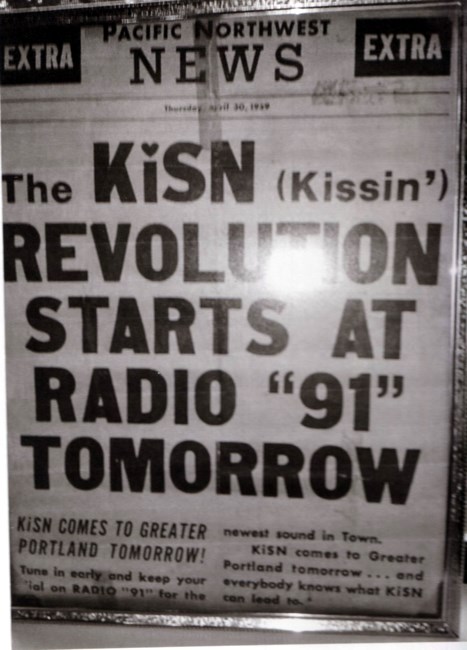 EXTRA
PACIFIC NORTHWEST
NEWS
EXTRA
Thursday, April 30, 1959
The KiSN (Kissin')
REVOLUTION
STARTS AT
RADIO "91"
TOMORROW
KiSN COMES TO GREATER
PORTLAND TOMORROW!
Tune in early and keep your
ial on RADIO "91" for the
newest sound in Town.
KiSN comes to Greater
Portland tomorrow . . . and
everybody knows what KiSN
can lead to."